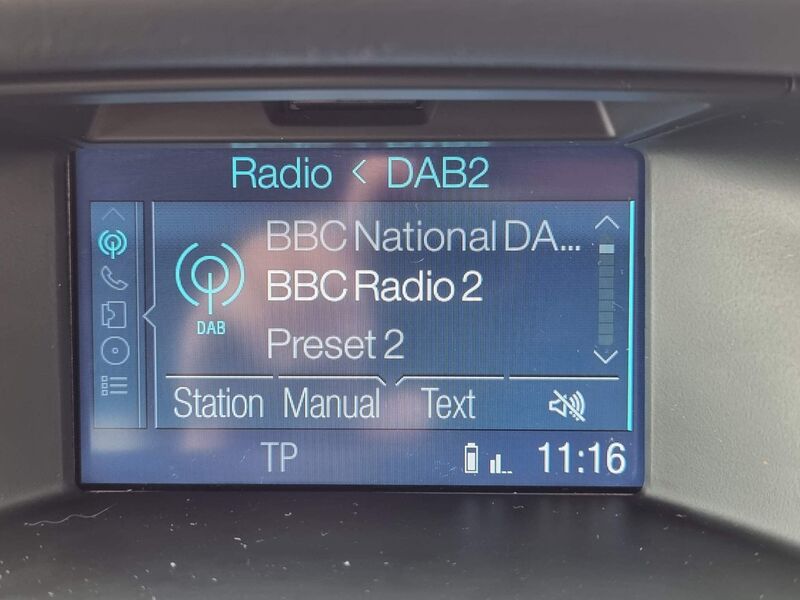 Radio < DAB2
BBC National DA...
DAB
BBC Radio 2
Preset 2
Station Manual Text
TP 11:16